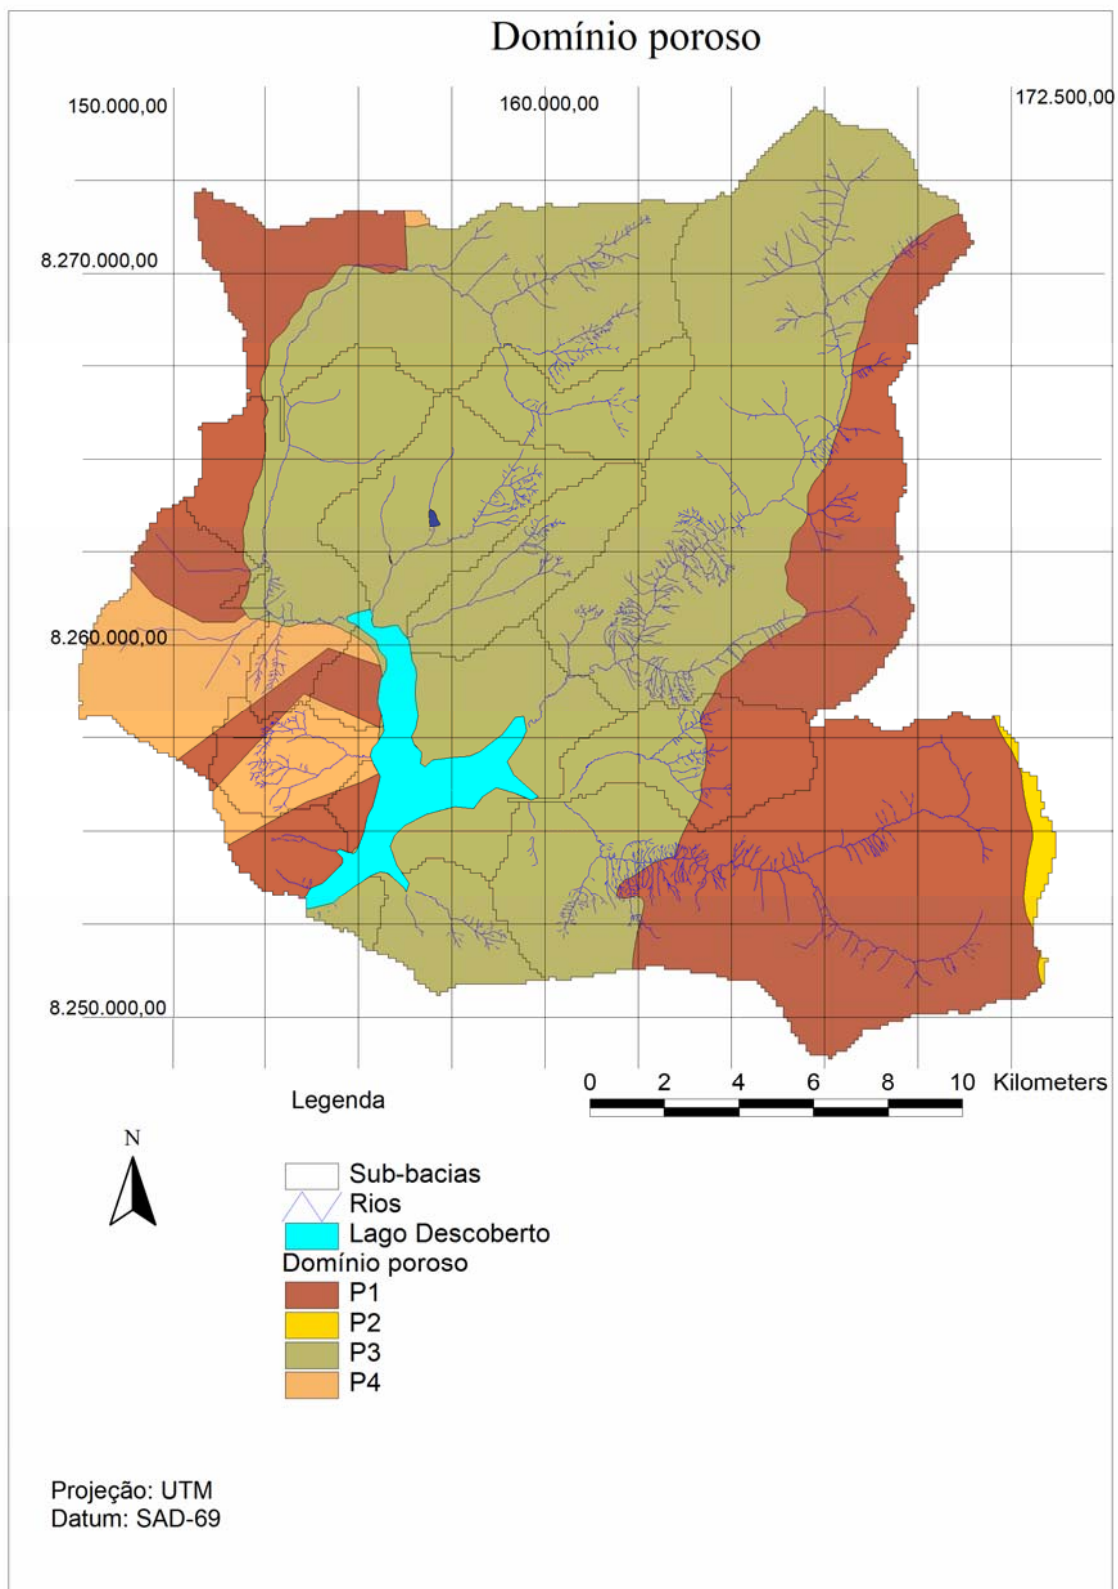 Domínio poroso
150.000,00
160.000,00
172.500,00
8.270.000,00
8.260.000,00
8.250.000,00
0 2 4 6 8 10 Kilometers
Legenda
N
Sub-bacias
Rios
Lago Descoberto
Domínio poroso
P1
P2
P3
P4
Projeção: UTM
Datum: SAD-69